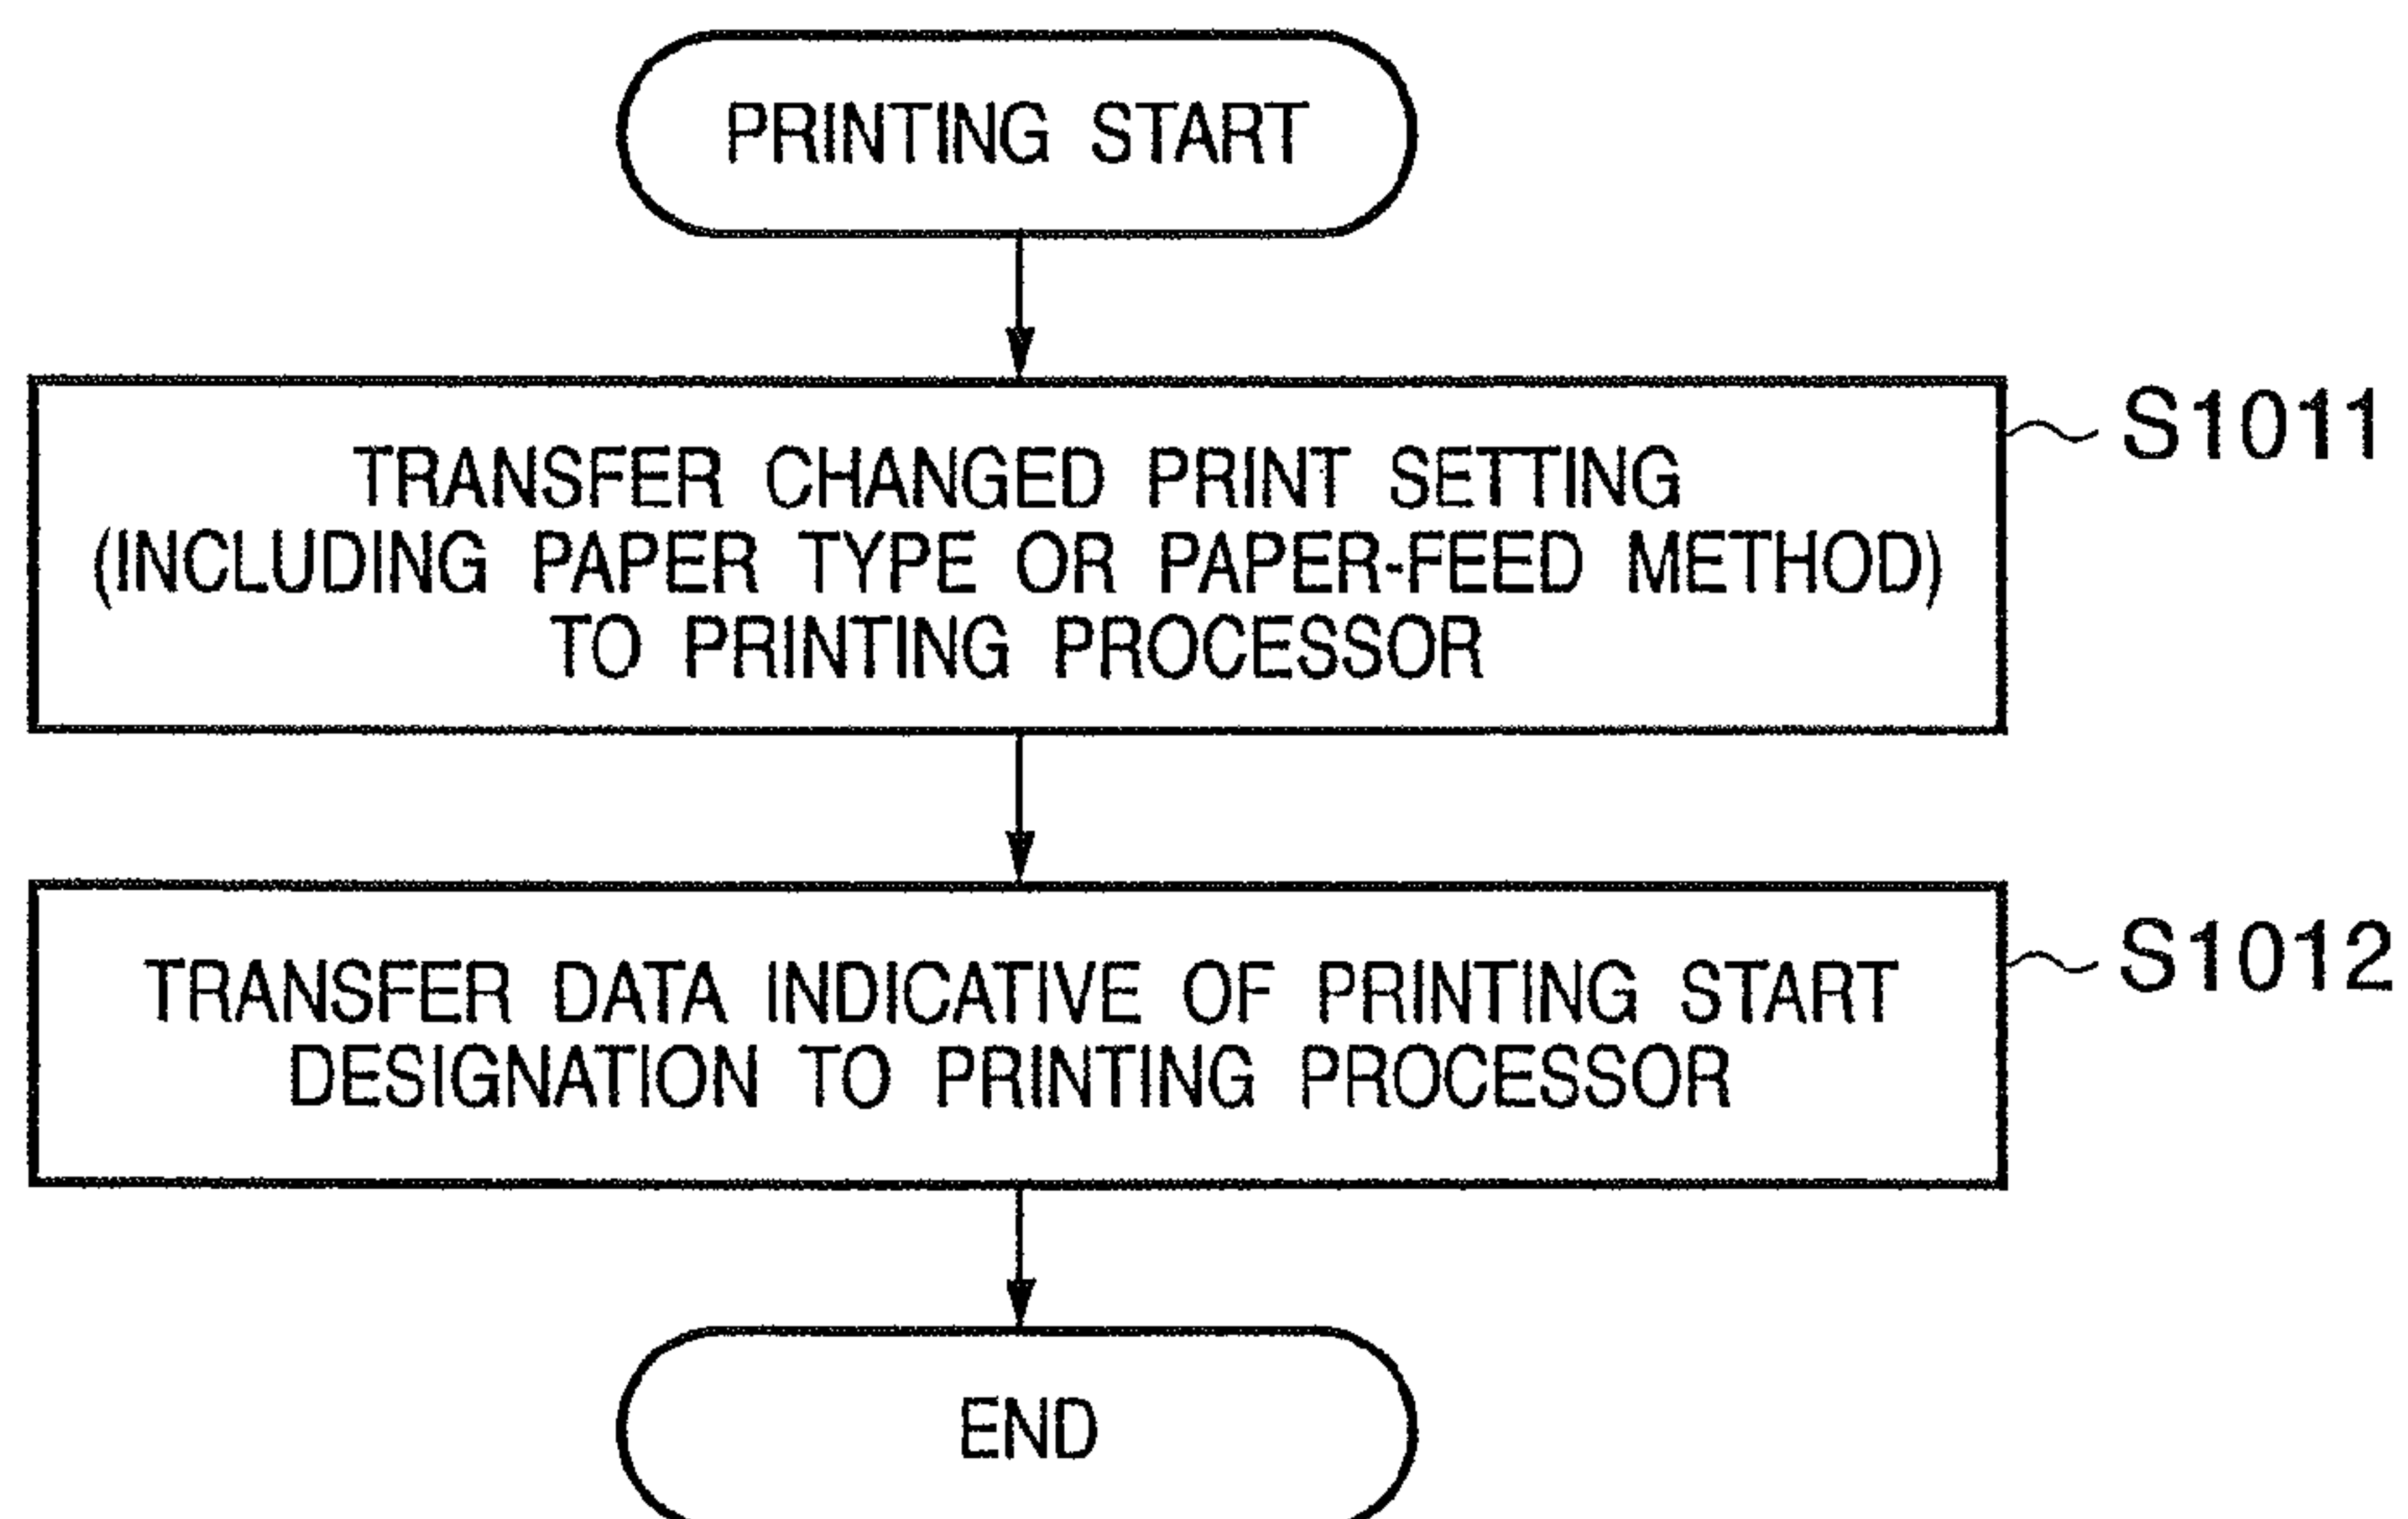 PRINTING START
S1011
TRANSFER CHANGED PRINT SETTING
(INCLUDING PAPER TYPE OR PAPER-FEED METHOD)
TO PRINTING PROCESSOR
S1012
TRANSFER DATA INDICATIVE OF PRINTING START
DESIGNATION TO PRINTING PROCESSOR
END